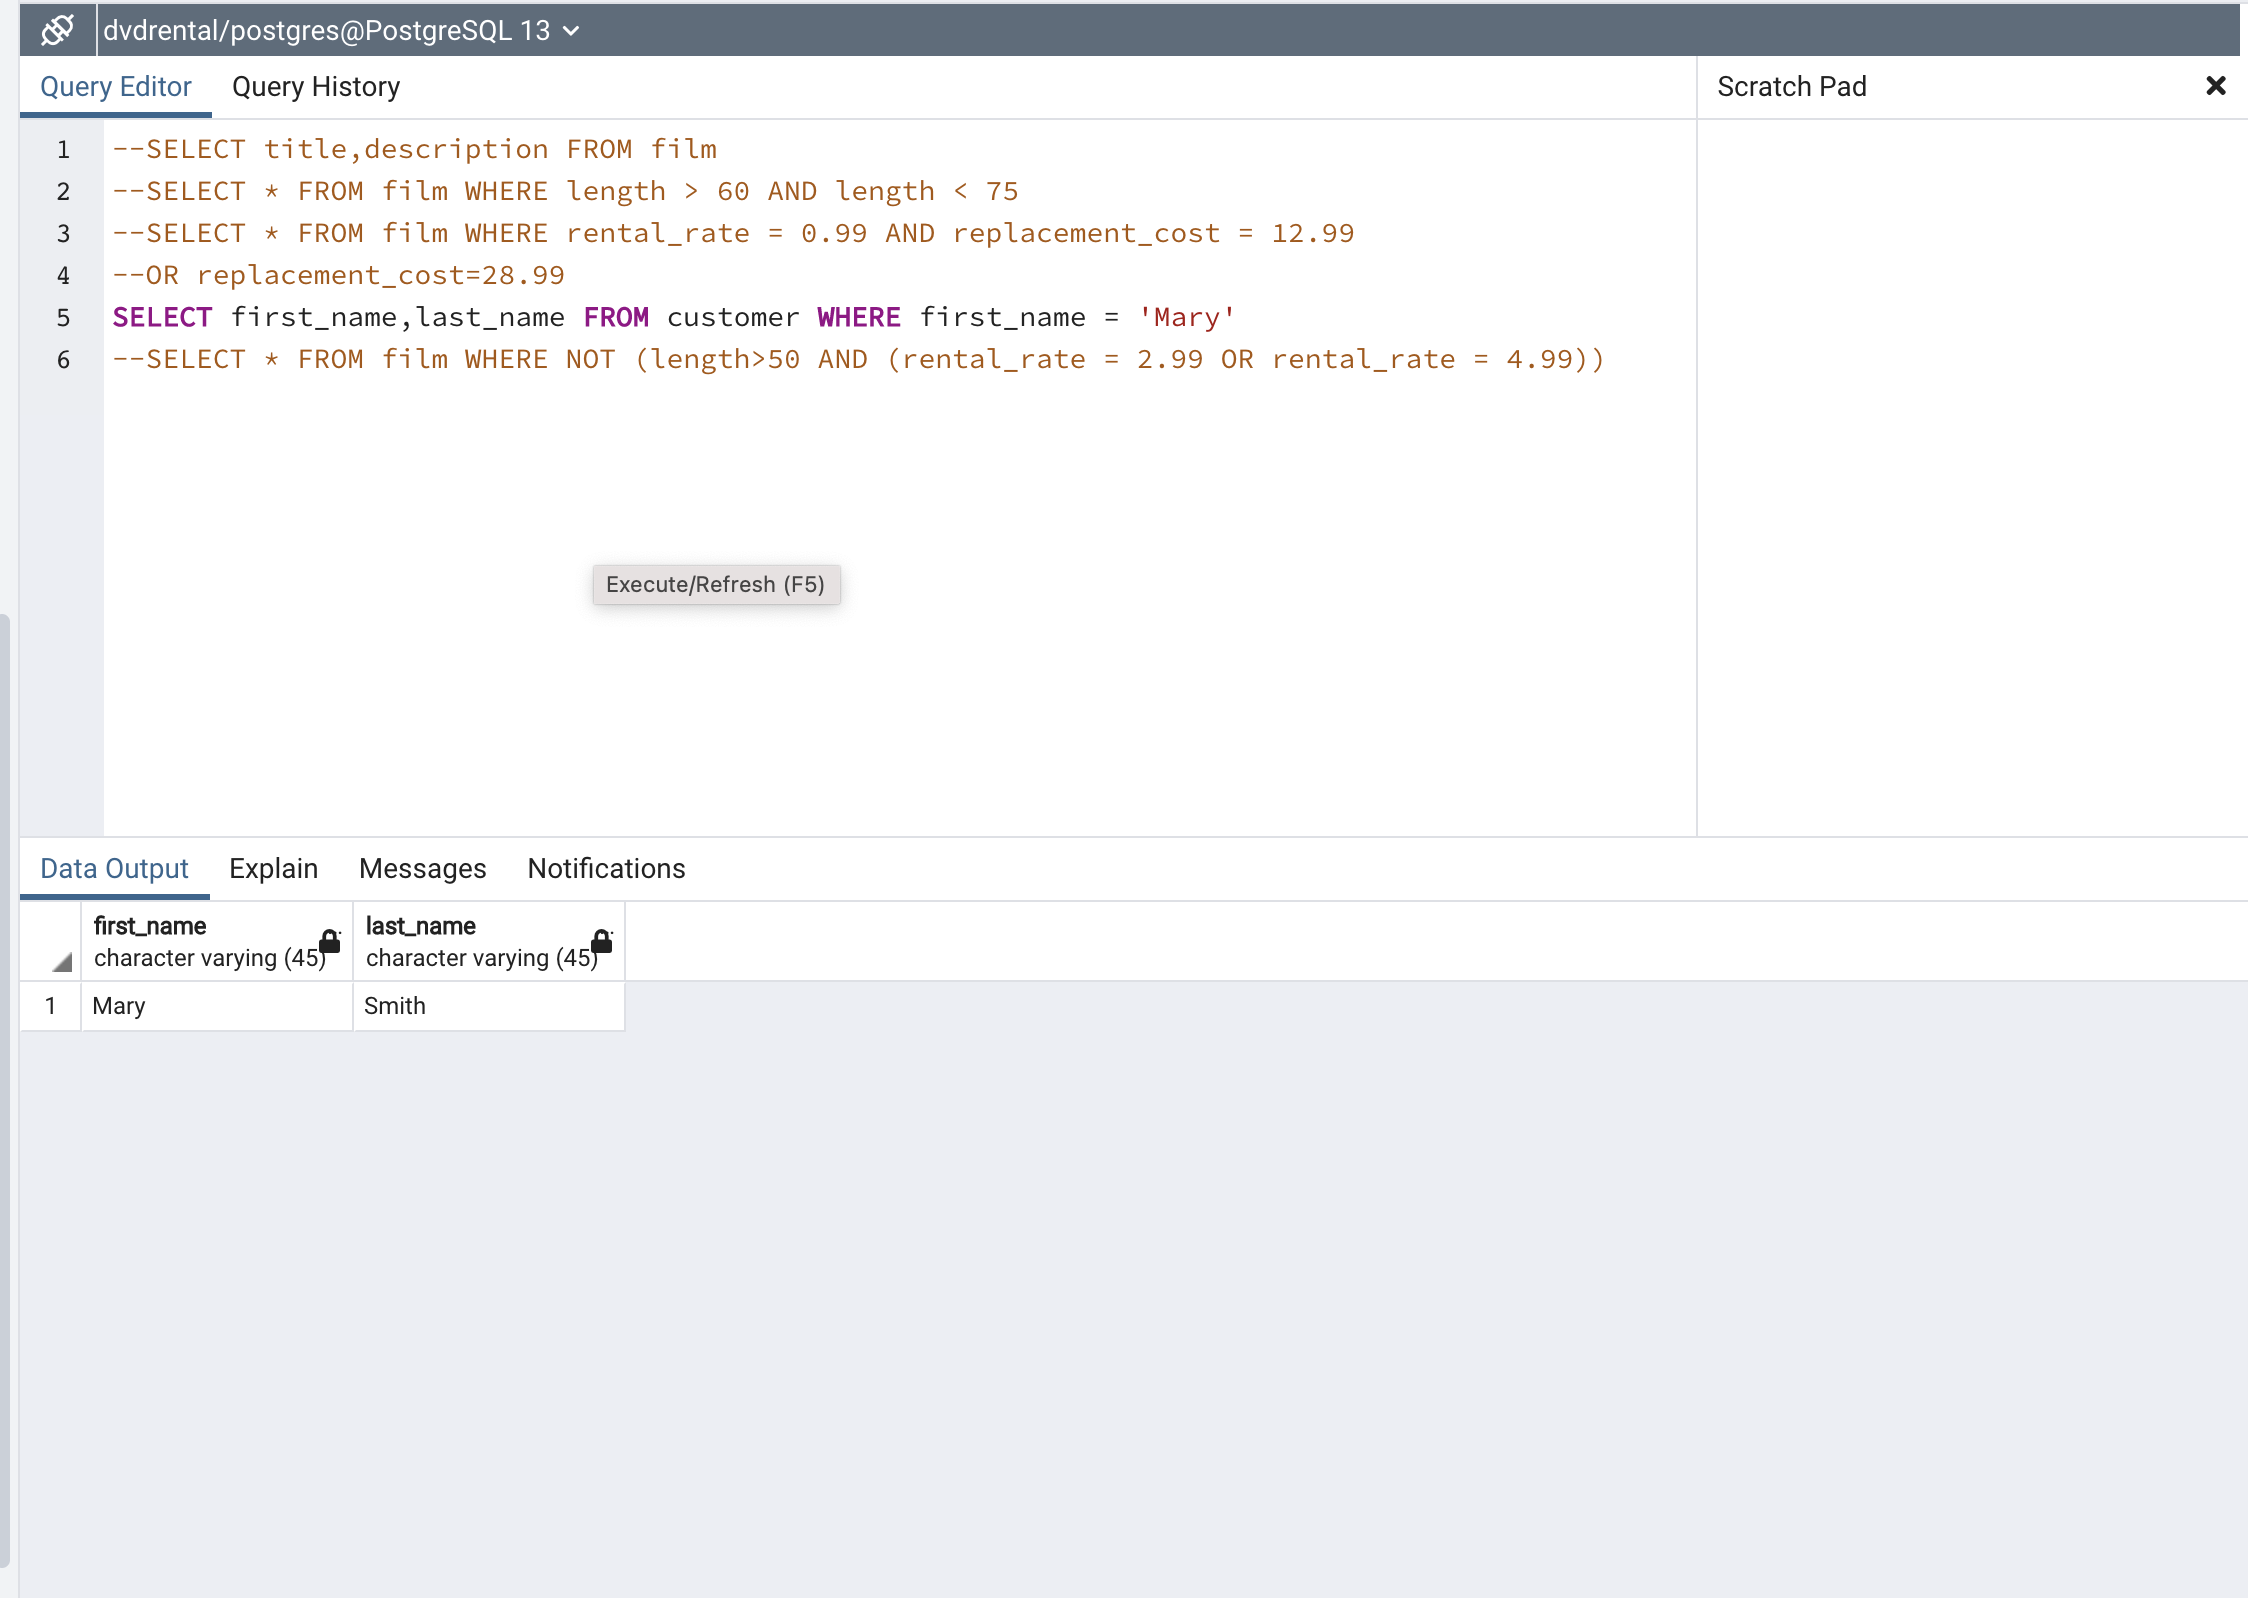 dvdrental/postgres@PostgreSQL 13
Query Editor Query History Scratch Pad
1 --SELECT title,description FROM film
2 --SELECT * FROM film WHERE length > 60 AND length < 75
3 --SELECT * FROM film WHERE rental_rate = 0.99 AND replacement_cost = 12.99
4 --OR replacement_cost=28.99
5 SELECT first_name,last_name FROM customer WHERE first_name = 'Mary'
6 --SELECT * FROM film WHERE NOT (length>50 AND (rental_rate = 2.99 OR rental_rate = 4.99))
Execute/Refresh (F5)
Data Output Explain Messages Notifications
first_name last_name
character varying (45) character varying (45)
1 Mary Smith